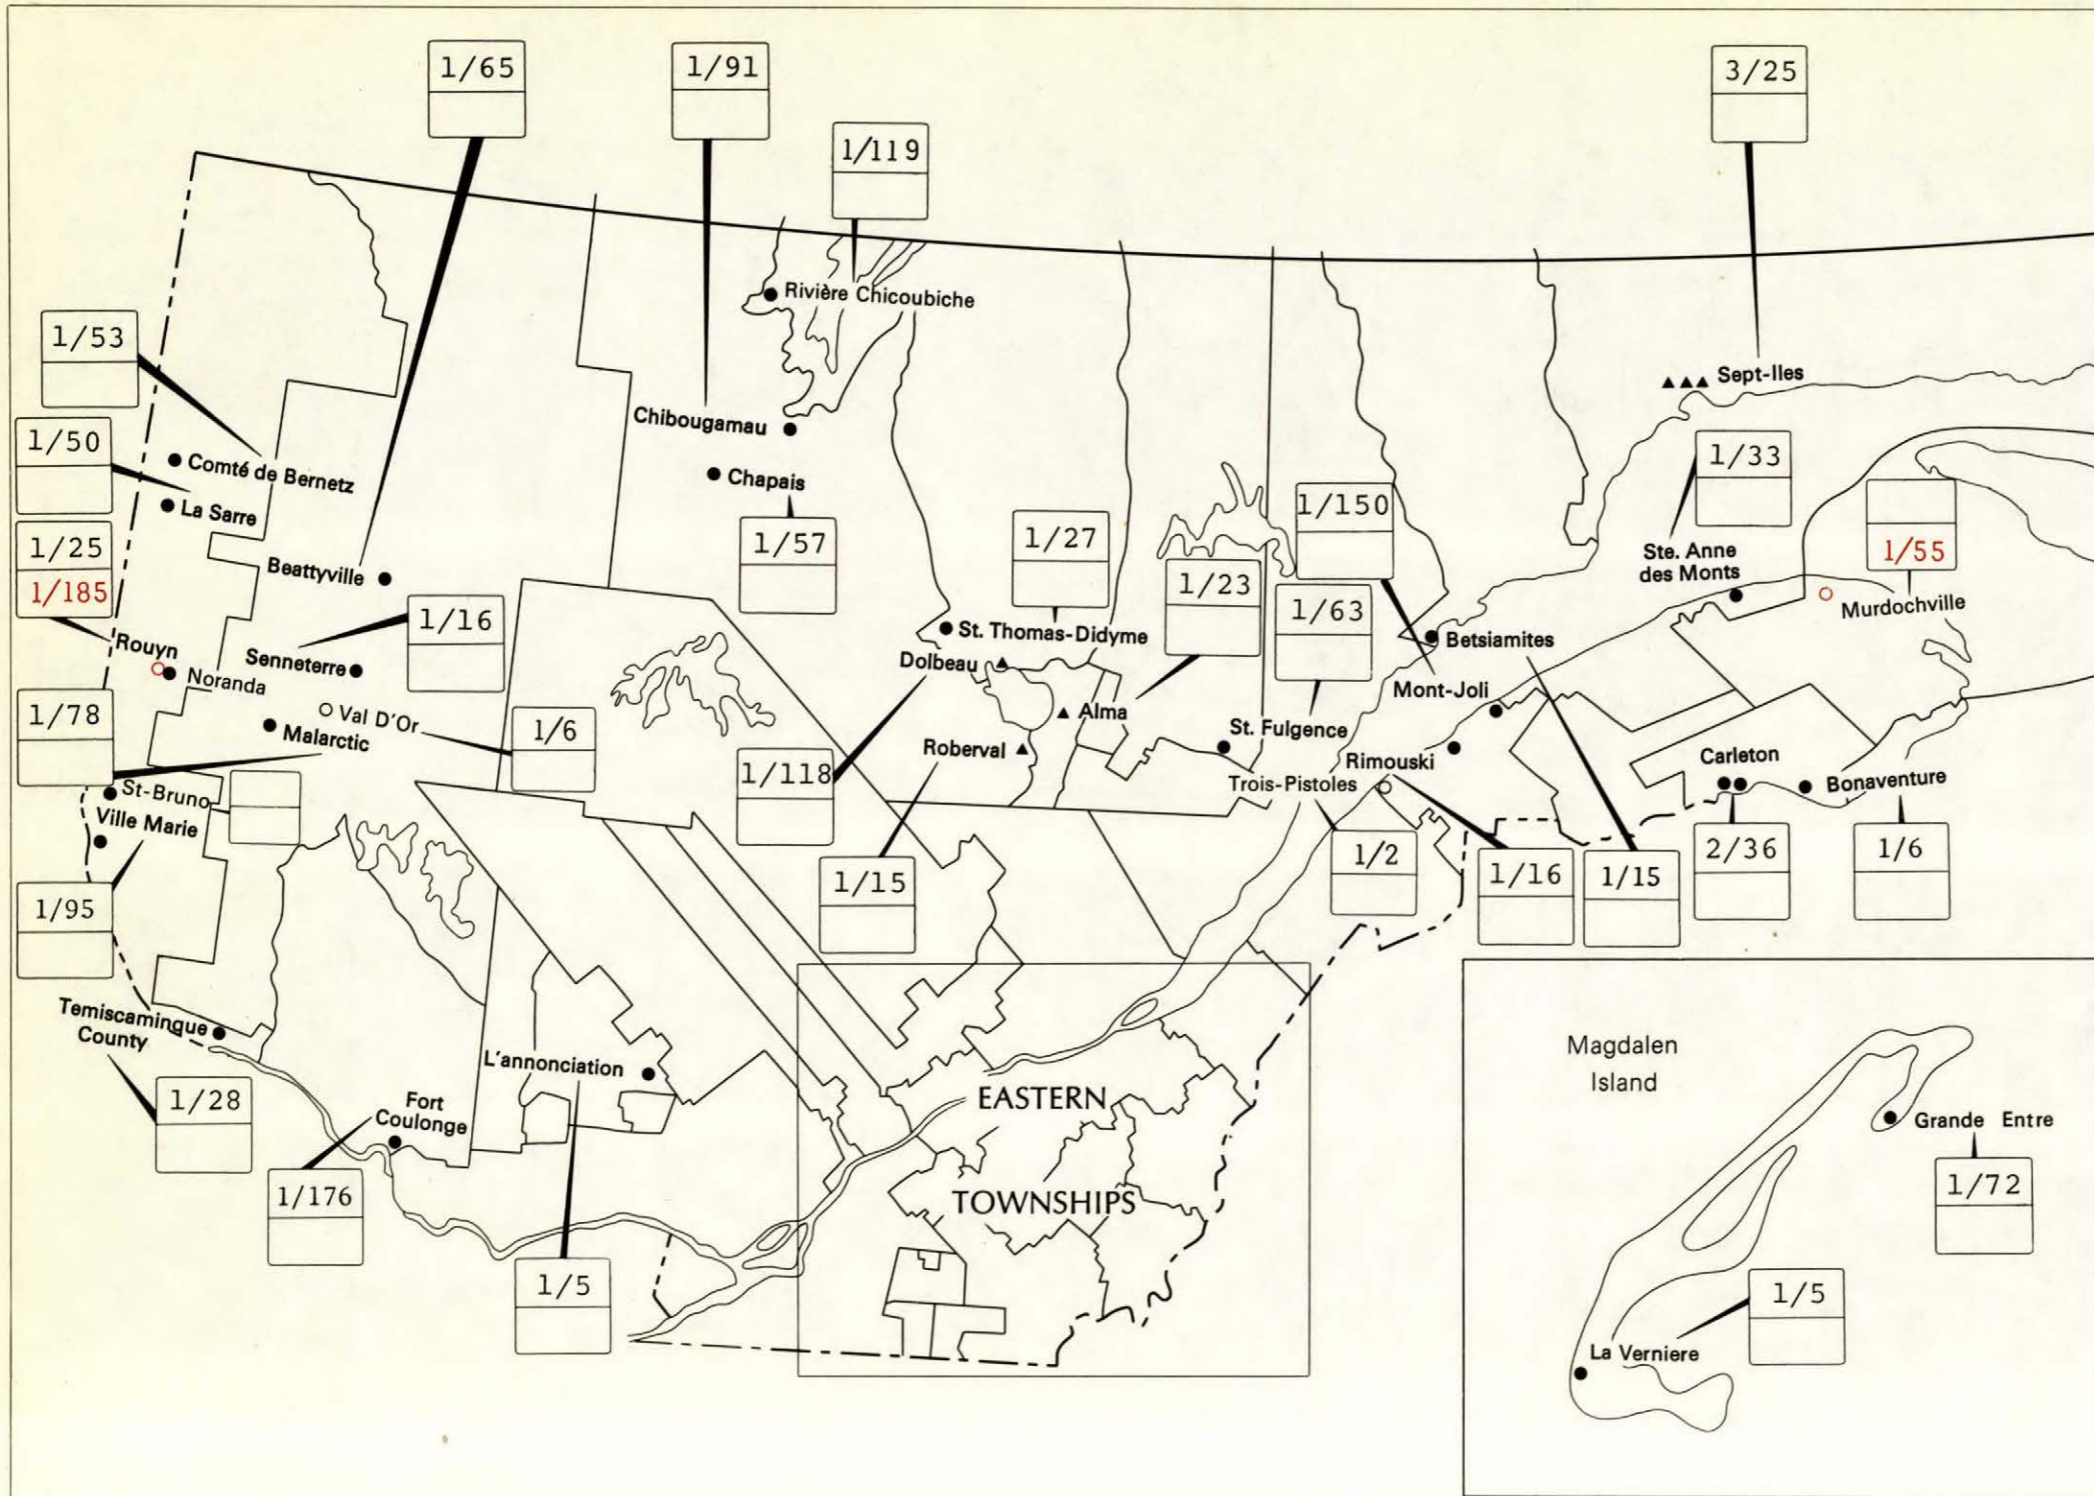 1/65
1/91
3/25
1/119
Rivière Chicoubiche
1/53
Sept-Iles
Chibougamau
1/50
Comté de Bernetz
1/33
Chapais
La Sarre
1/150
1/25
1/185
1/57
1/27
1/55
Ste. Anne
des Monts
Beattyville
1/23
1/63
Murdochville
1/16
St. Thomas-Didyme
Betsiamites
Rouyn
Senneterre
Dolbeau
Noranda
Mont-Joli
1/78
Val D'Or
Alma
Malarctic
1/6
St. Fulgence
Roberval
Rimouski
Carleton
1/118
Trois-Pistoles
Bonaventure
St-Bruno
Ville Marie
1/2
2/36
1/6
1/15
1/16
1/15
1/95
Temiscaminque
County
Magdalen
Island
L'annonciation
EASTERN
1/28
Fort
Coulonge
Grande Entre
1/176
TOWNSHIPS
1/72
1/5
1/5
La Verniere